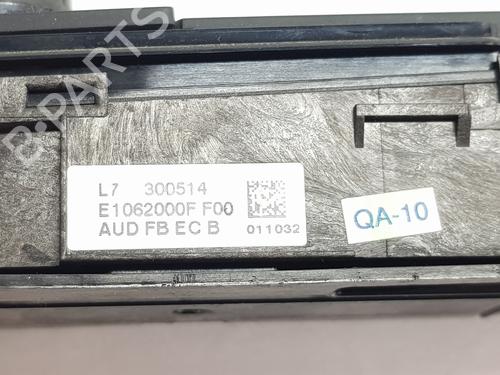 B-PARTS
L7 300514
E1062000F F00
AUD FB EC B 011032
QA-10